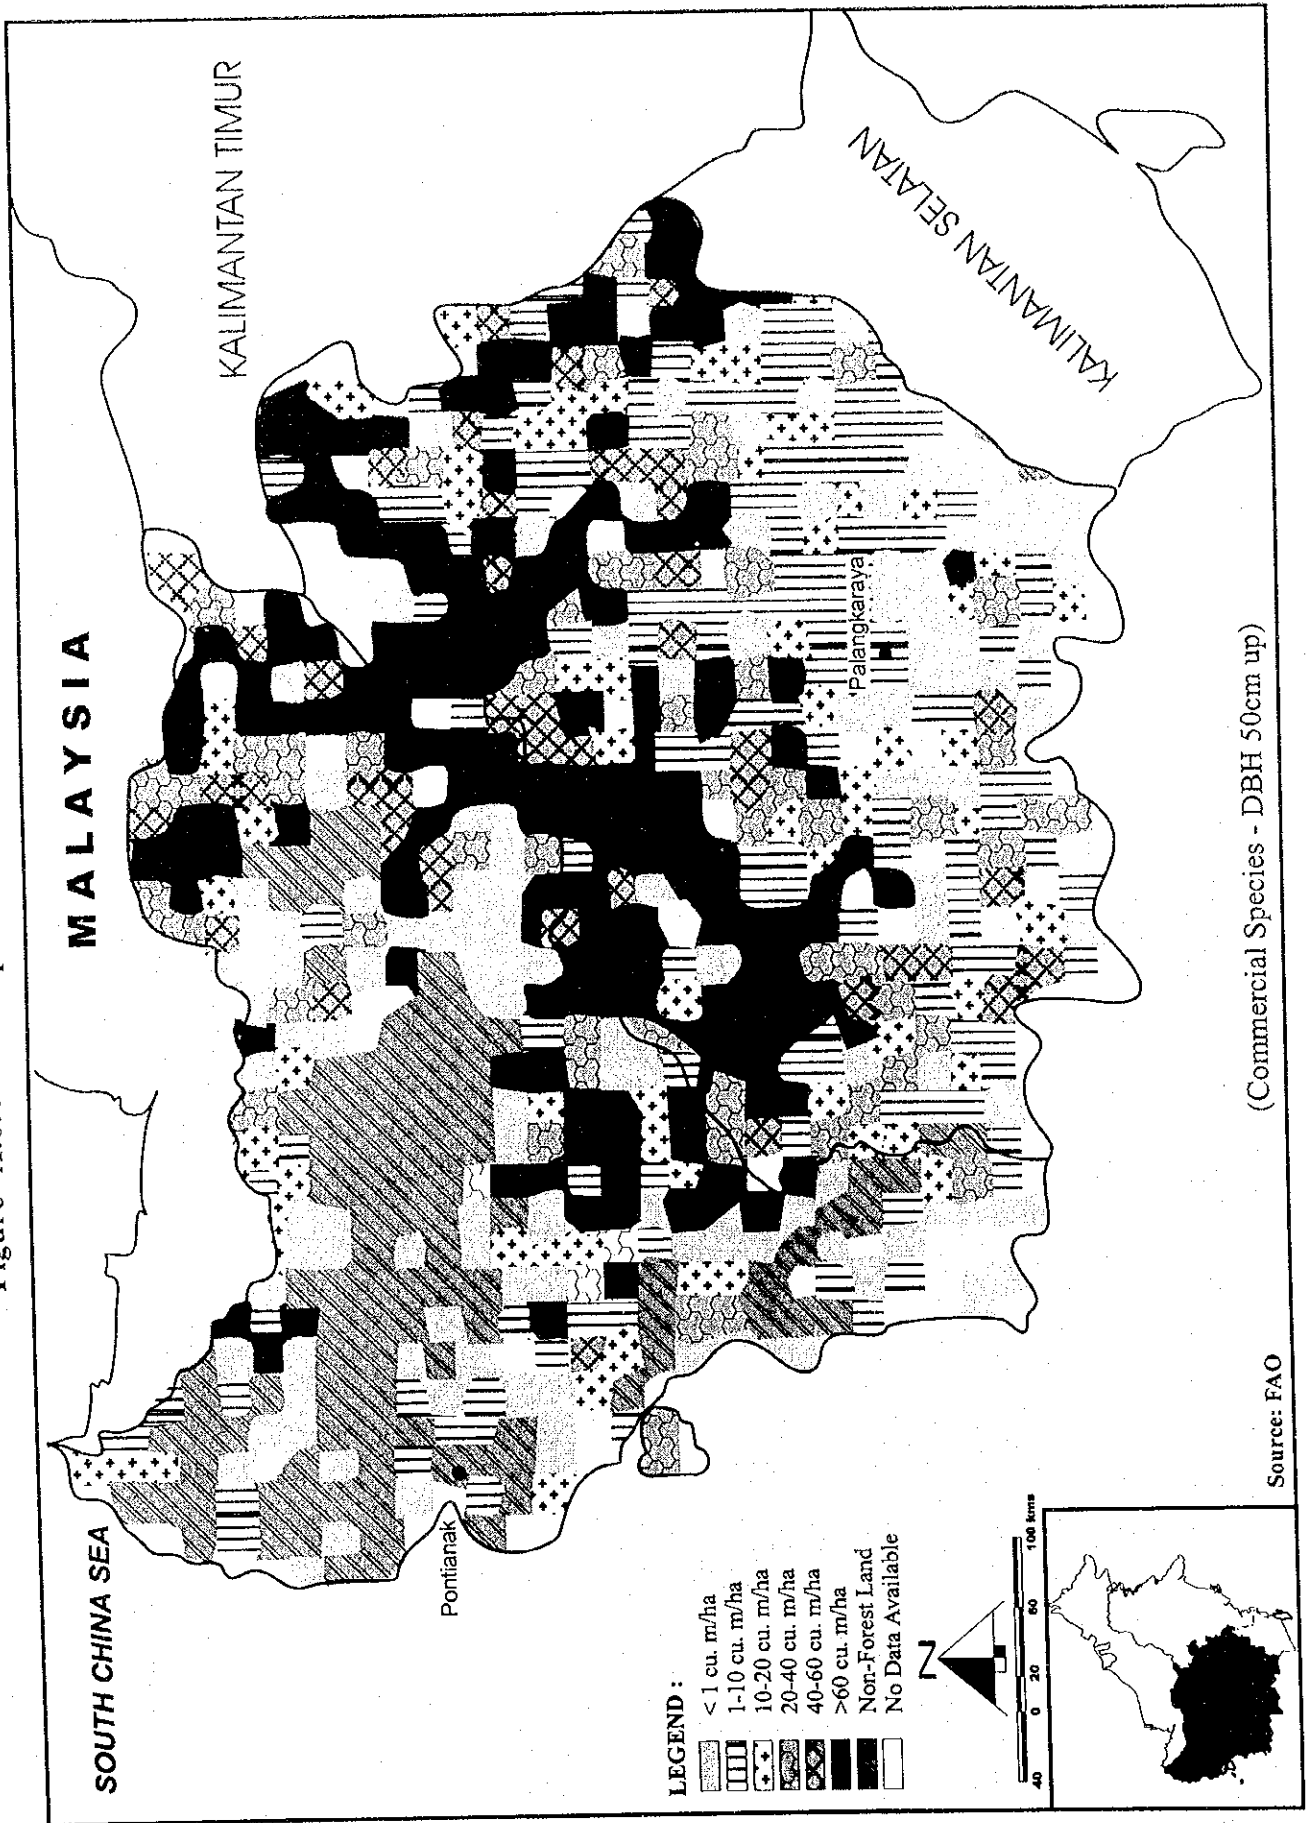 MALAYSIA
SOUTH CHINA SEA
KALIMANTAN TIMUR
Pontianak
Palangkaraya
KALIMANTAN SELATAN
LEGEND :
< 1 cu. m/ha
1-10 cu. m/ha
10-20 cu. m/ha
20-40 cu. m/ha
40-60 cu. m/ha
>60 cu. m/ha
Non-Forest Land
No Data Available
N
40 0 20 60 100 kms
(Commercial Species - DBH 50cm up)
Source: FAO